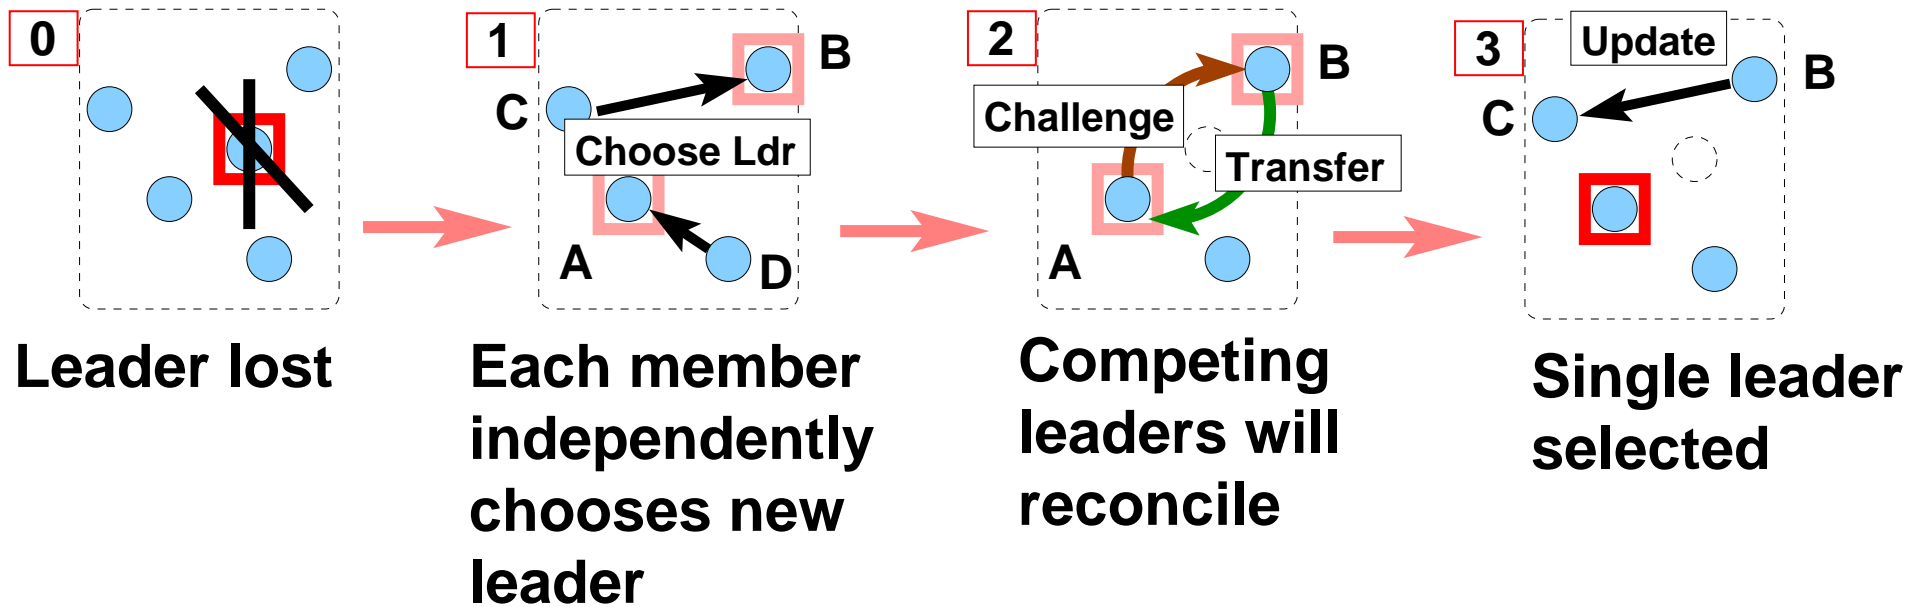 0
Leader lost
1
B
C
Choose Ldr
A
D
Each member
independently
chooses new
leader
2
B
Challenge
Transfer
A
Competing
leaders will
reconcile
3
Update
B
C
Single leader
selected